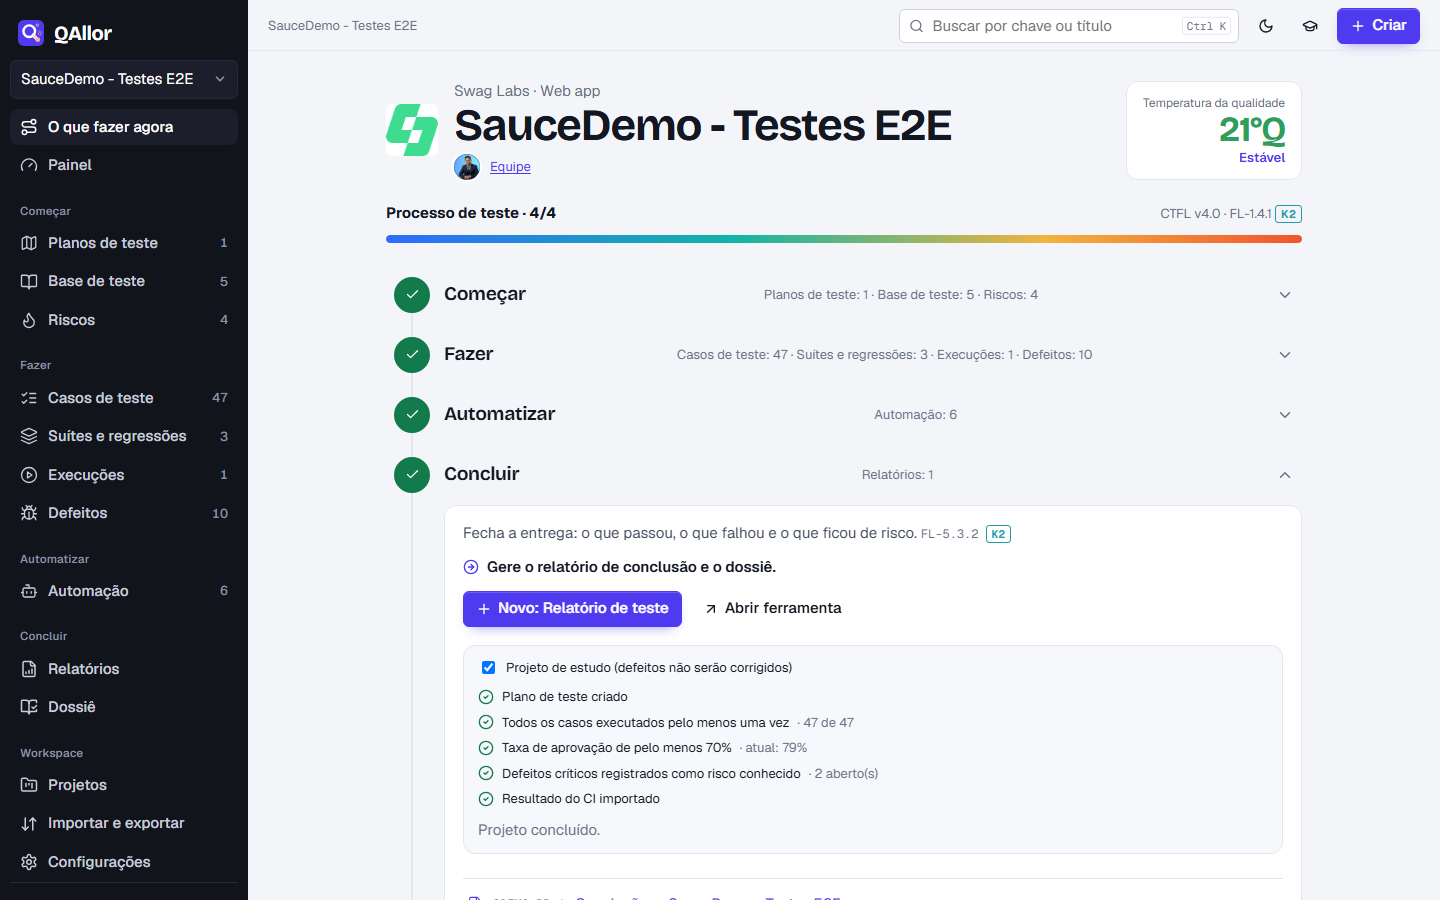 QAllor
SauceDemo - Testes E2E
O que fazer agora
Painel
Começar
Planos de teste 1
Base de teste 5
Riscos 4
Fazer
Casos de teste 47
Suítes e regressões 3
Execuções 1
Defeitos 10
Automatizar
Automação 6
Concluir
Relatórios
Dossiê
Workspace
Projetos
Importar e exportar
Configurações
SauceDemo - Testes E2E
Buscar por chave ou título Ctrl K
Criar
Swag Labs · Web app
SauceDemo - Testes E2E
Equipe
Temperatura da qualidade
21°Q
Estável
Processo de teste · 4/4
CTFL v4.0 · FL-1.4.1 K2
Começar
Planos de teste: 1 · Base de teste: 5 · Riscos: 4
Fazer
Casos de teste: 47 · Suítes e regressões: 3 · Execuções: 1 · Defeitos: 10
Automatizar
Automação: 6
Concluir
Relatórios: 1
Fecha a entrega: o que passou, o que falhou e o que ficou de risco. FL-5.3.2 K2
Gere o relatório de conclusão e o dossiê.
Novo: Relatório de teste
Abrir ferramenta
Projeto de estudo (defeitos não serão corrigidos)
Plano de teste criado
Todos os casos executados pelo menos uma vez · 47 de 47
Taxa de aprovação de pelo menos 70% · atual: 79%
Defeitos críticos registrados como risco conhecido · 2 aberto(s)
Resultado do CI importado
Projeto concluído.